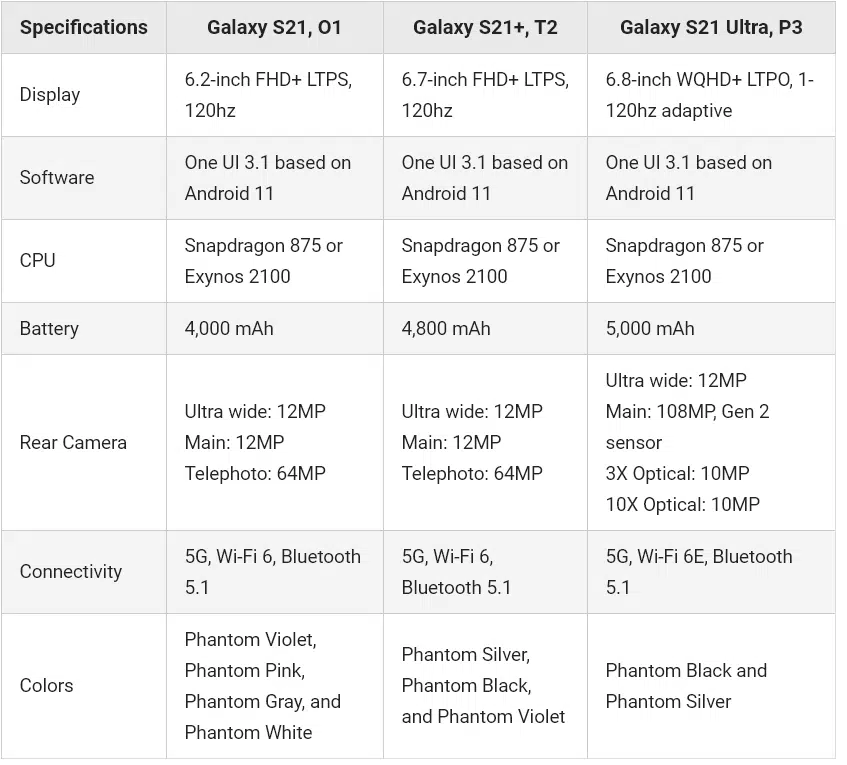 Specifications
Galaxy S21, O1
Galaxy S21+, T2
Galaxy S21 Ultra, P3
Display
6.2-inch FHD+ LTPS,
120hz
6.7-inch FHD+ LTPS,
120hz
6.8-inch WQHD+ LTPO, 1-
120hz adaptive
Software
One UI 3.1 based on
Android 11
One UI 3.1 based on
Android 11
One UI 3.1 based on
Android 11
CPU
Snapdragon 875 or
Exynos 2100
Snapdragon 875 or
Exynos 2100
Snapdragon 875 or
Exynos 2100
Battery
4,000 mAh
4,800 mAh
5,000 mAh
Rear Camera
Ultra wide: 12MP
Main: 12MP
Telephoto: 64MP
Ultra wide: 12MP
Main: 12MP
Telephoto: 64MP
Ultra wide: 12MP
Main: 108MP, Gen 2
sensor
3X Optical: 10MP
10X Optical: 10MP
Connectivity
5G, Wi-Fi 6, Bluetooth
5.1
5G, Wi-Fi 6,
Bluetooth 5.1
5G, Wi-Fi 6E, Bluetooth
5.1
Colors
Phantom Violet,
Phantom Pink,
Phantom Gray, and
Phantom White
Phantom Silver,
Phantom Black,
and Phantom Violet
Phantom Black and
Phantom Silver